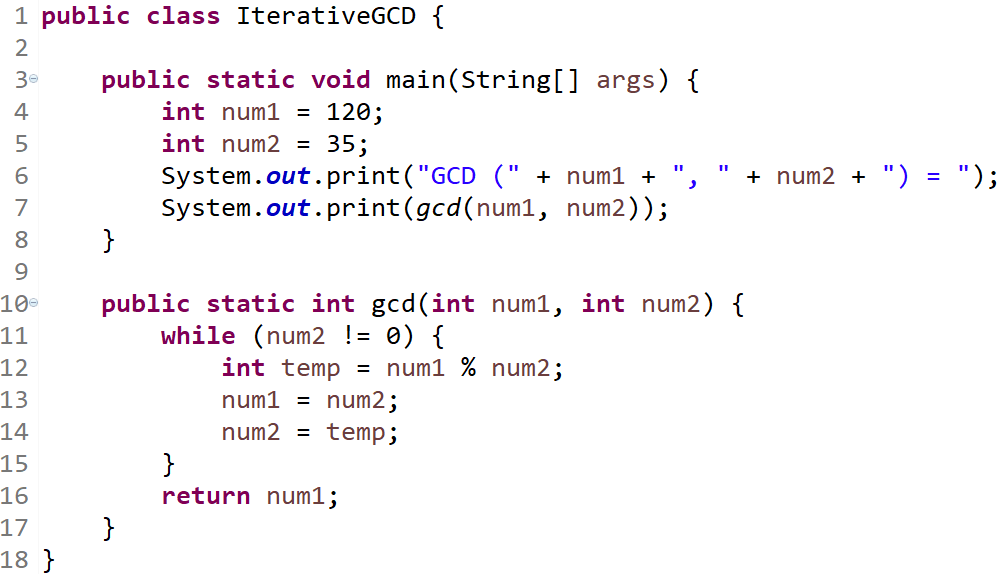 1 public class IterativeGCD {
2
3 public static void main(String[] args) {
4 int num1 = 120;
5 int num2 = 35;
6 System.out.print("GCD (" + num1 + ", " + num2 + ") = ");
7 System.out.print(gcd(num1, num2));
8 }
9
10 public static int gcd(int num1, int num2) {
11 while (num2 != 0) {
12 int temp = num1 % num2;
13 num1 = num2;
14 num2 = temp;
15 }
16 return num1;
17 }
18 }